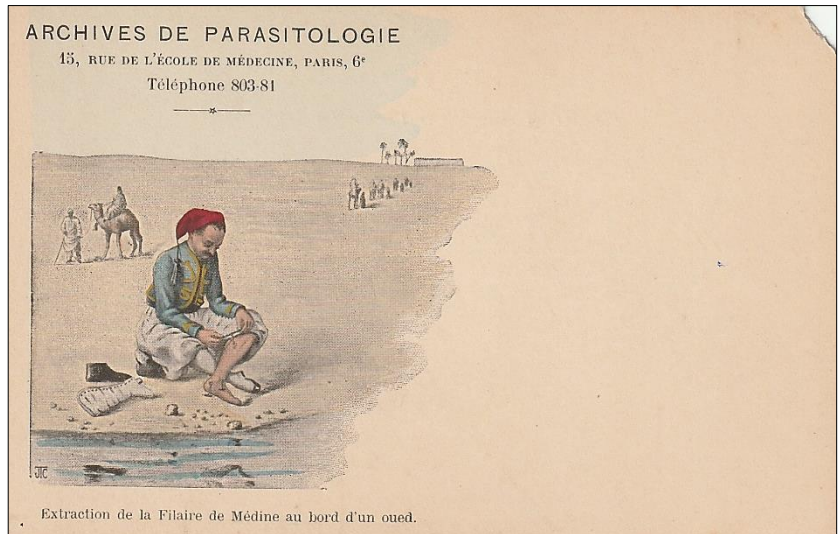 ARCHIVES DE PARASITOLOGIE
15, RUE DE L'ÉCOLE DE MÉDECINE, PARIS, 6e
Téléphone 803-81
Extraction de la Filaire de Médine au bord d'un oued.